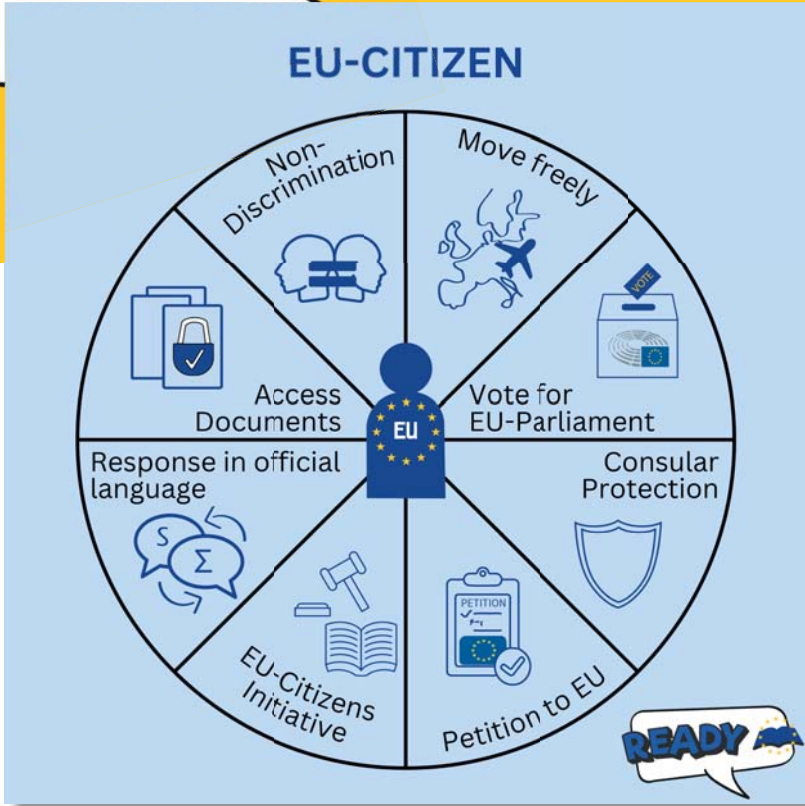 EU-CITIZEN
Non-
Discrimination
Move freely
VOTE
Access
Documents
EU
Vote for
EU-Parliament
Response in official
language
Consular
Protection
S
Σ
PETITION
EU-Citizens
Initiative
Petition to EU
READY